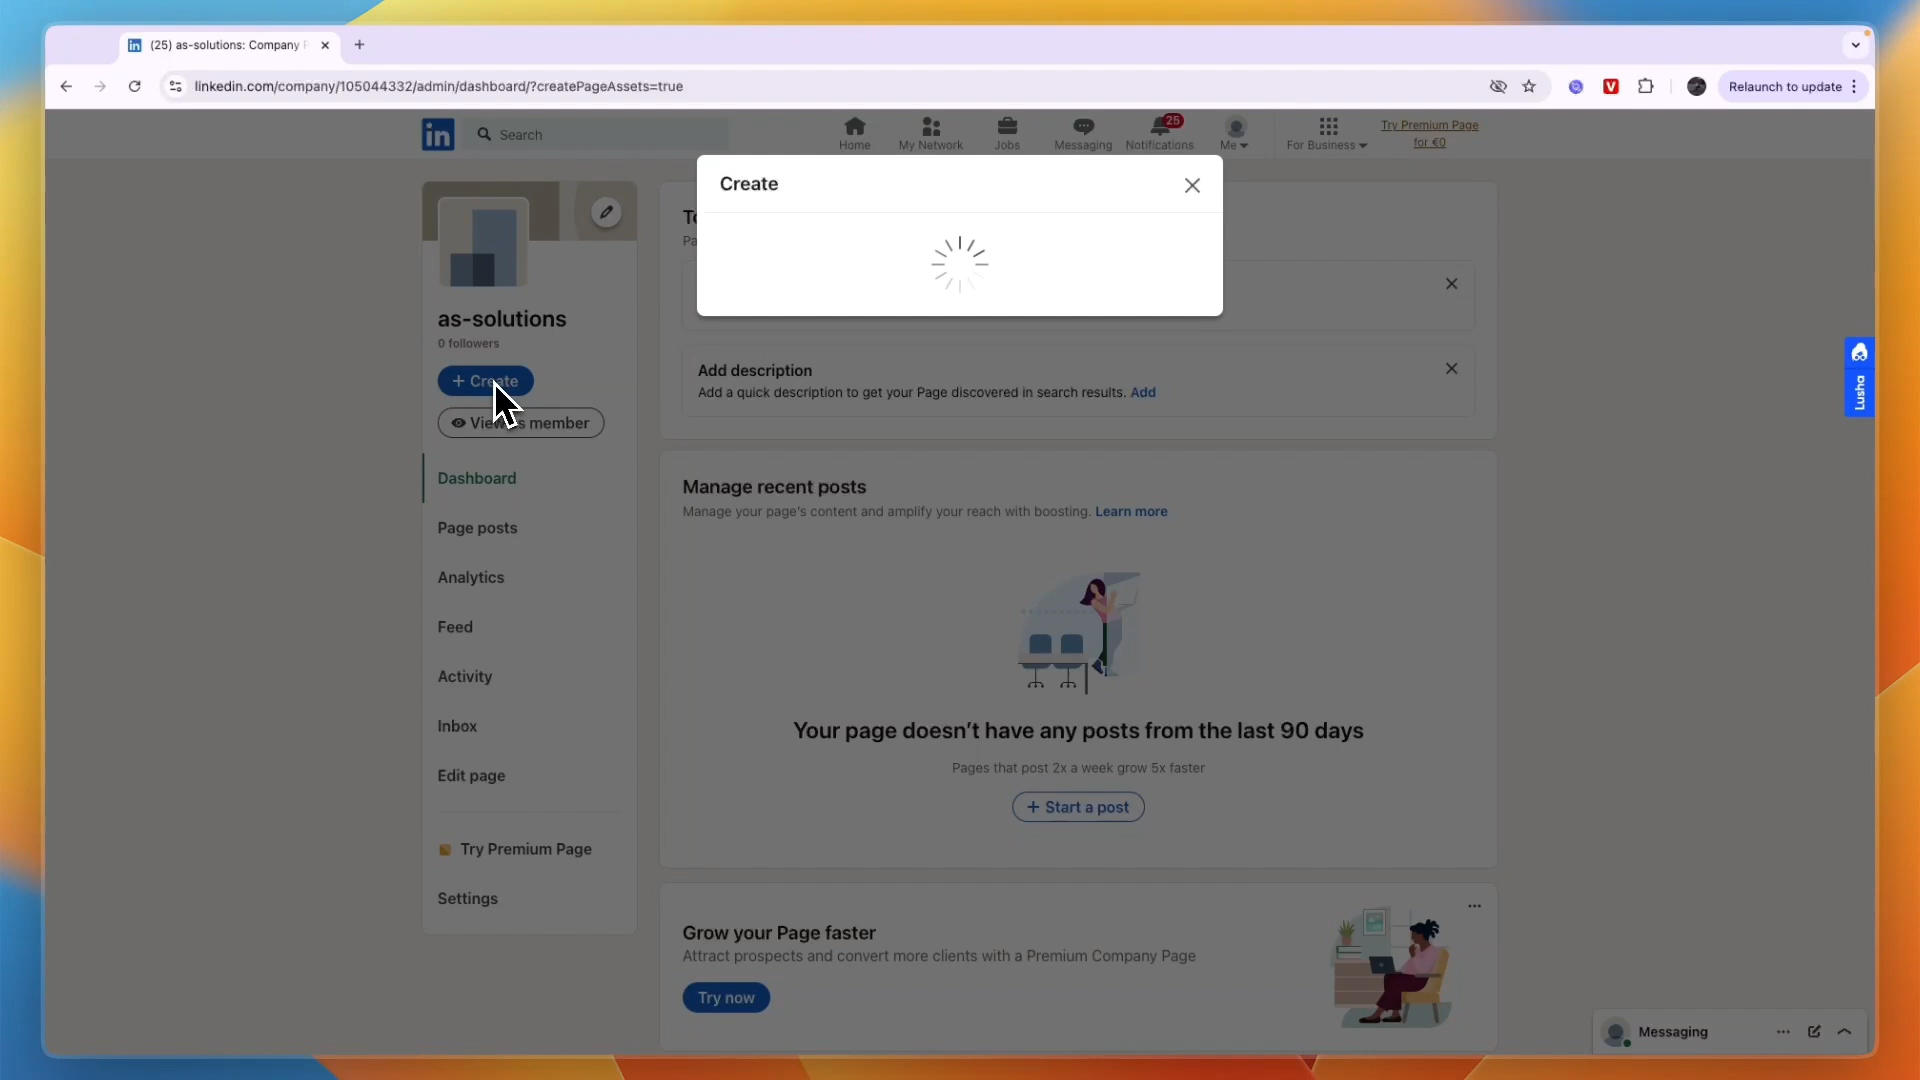 (25) as-solutions: Company
linkedin.com/company/105044332/admin/dashboard/?createPageAssets=true
Relaunch to update
in
Search
Home
My Network
Jobs
Messaging
25
Notifications
Me
For Business
Try Premium Page
for €0
Create
as-solutions
0 followers
+ Create
View as member
Dashboard
Page posts
Analytics
Feed
Activity
Inbox
Edit page
Try Premium Page
Settings
Add description
Add a quick description to get your Page discovered in search results. Add
Manage recent posts
Manage your page's content and amplify your reach with boosting. Learn more
Your page doesn't have any posts from the last 90 days
Pages that post 2x a week grow 5x faster
+ Start a post
Grow your Page faster
Attract prospects and convert more clients with a Premium Company Page
Try now
Messaging
Lusha